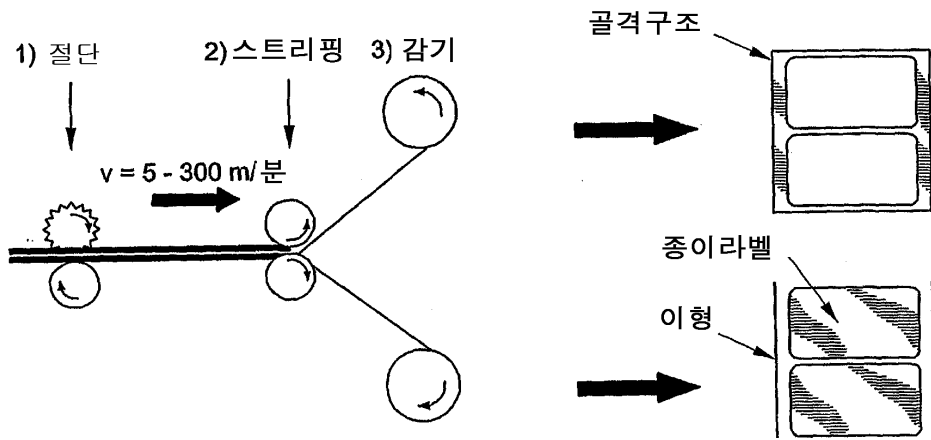 1) 절단
2) 스트리핑
3) 감기
v = 5 - 300 m/분
골격구조
종이라벨
이형